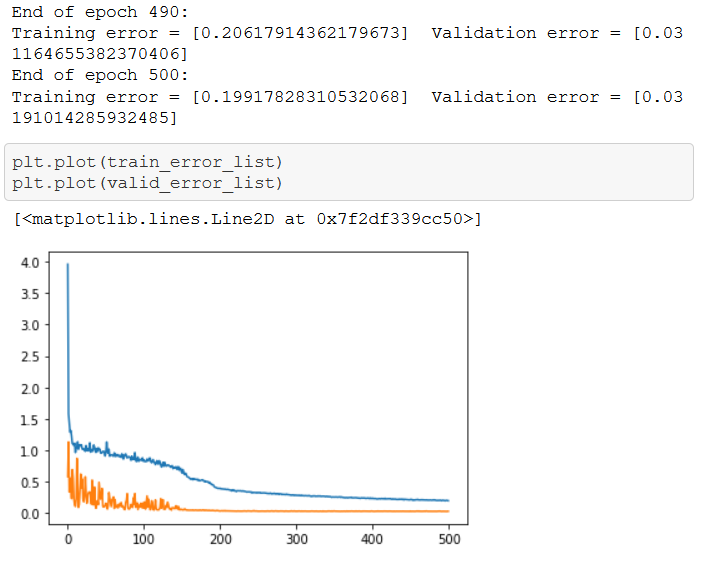 End of epoch 490:
Training error = [0.20617914362179673]  Validation error = [0.03
1164655382370406]
End of epoch 500:
Training error = [0.19917828310532068]  Validation error = [0.03
191014285932485]
plt.plot(train_error_list)
plt.plot(valid_error_list)
[<matplotlib.lines.Line2D at 0x7f2df339cc50>]
4.0
3.5
3.0
2.5
2.0
1.5
1.0
0.5
0.0
0 100 200 300 400 500